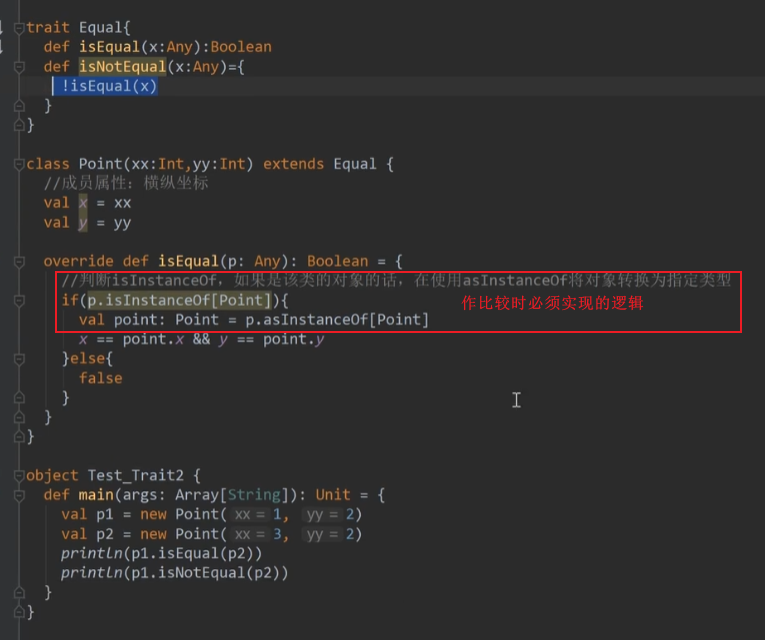 trait Equal{
def isEqual(x:Any):Boolean
def isNotEqual(x:Any)={
!isEqual(x)
}
}
class Point(xx:Int,yy:Int) extends Equal {
//成员属性: 横纵坐标
val x = xx
val y = yy
override def isEqual(p: Any): Boolean = {
//判断isInstanceOf, 如果是该类的对象的话, 在使用asInstanceOf将对象转换为指定类型
if(p.isInstanceOf[Point]){ 作比较时必须实现的逻辑
val point: Point = p.asInstanceOf[Point]
x == point.x && y == point.y
}else{
false
}
}
}
object Test_Trait2 {
def main(args: Array[String]): Unit = {
val p1 = new Point( xx = 1, yy = 2)
val p2 = new Point( xx = 3, yy = 2)
println(p1.isEqual(p2))
println(p1.isNotEqual(p2))
}
}